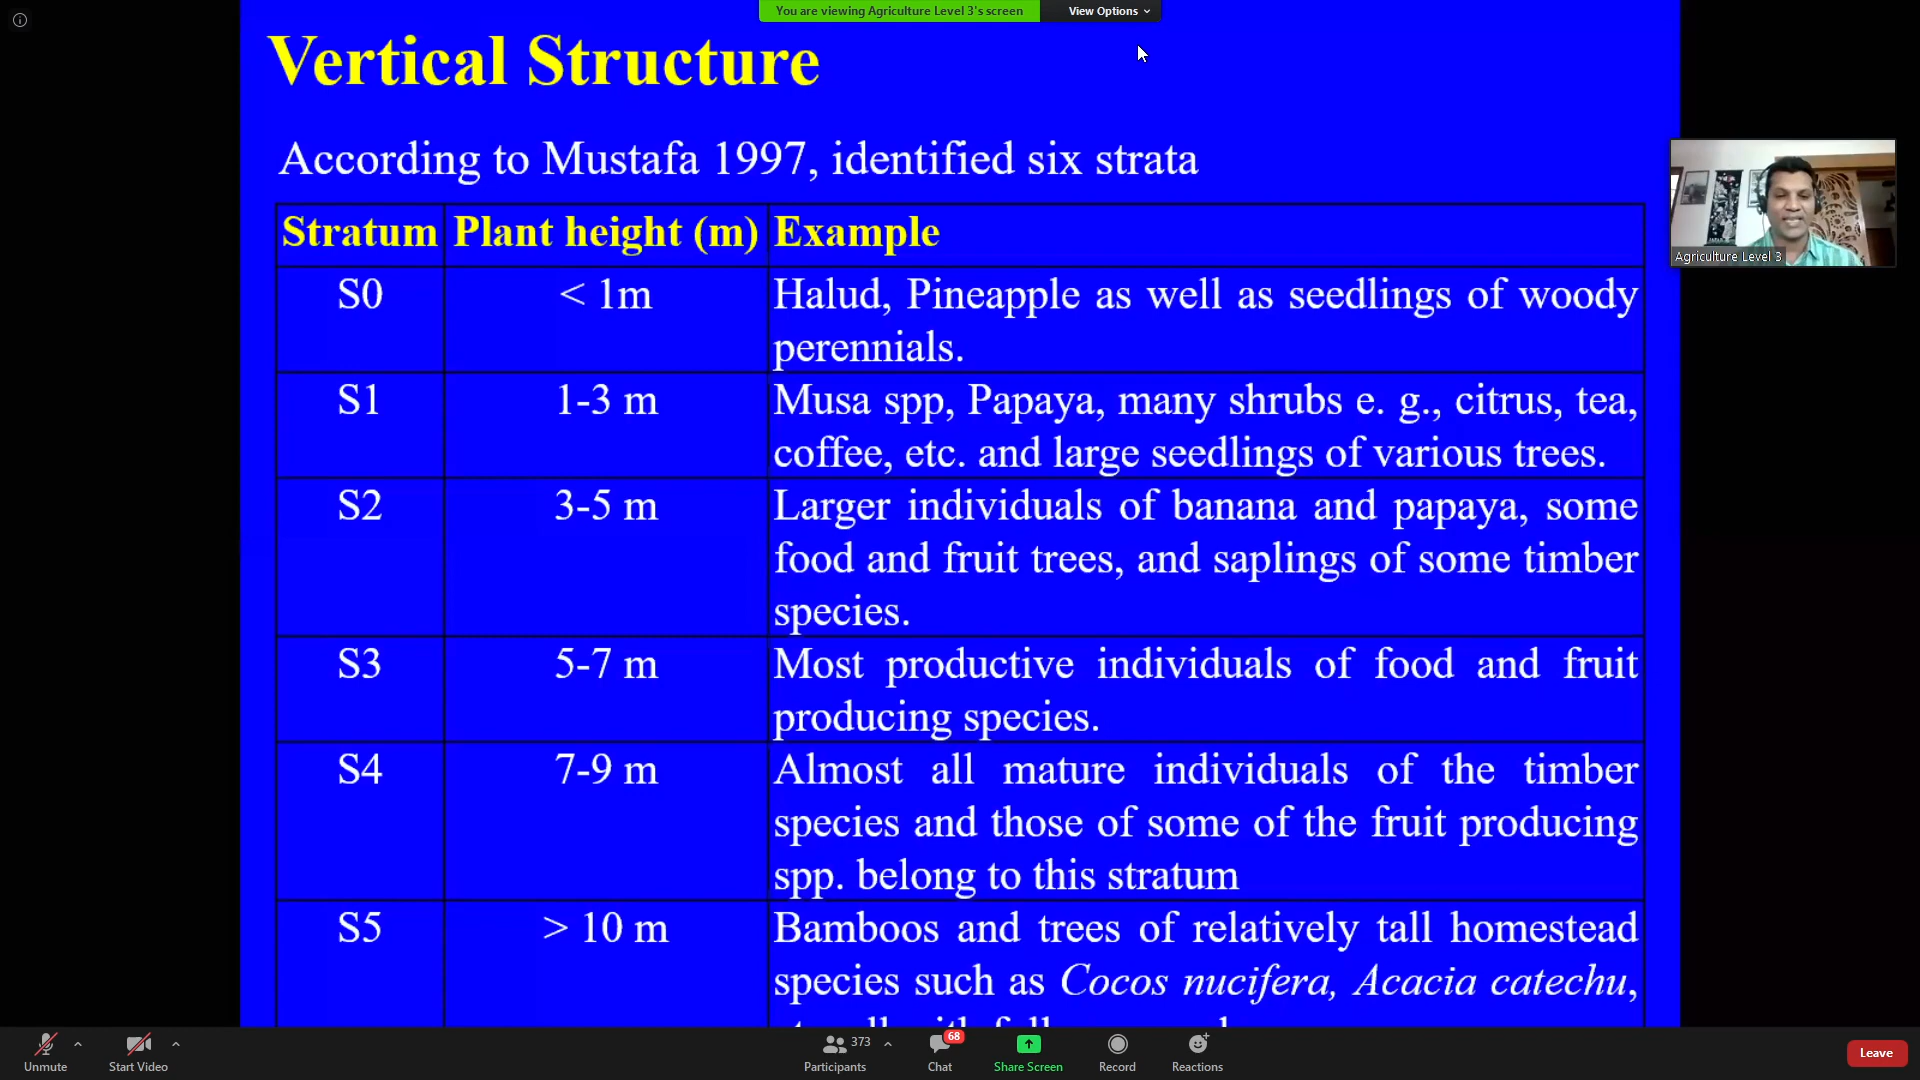 You are viewing Agriculture Level 3's screen
View Options
Vertical Structure
According to Mustafa 1997, identified six strata
Stratum Plant height (m) Example
S0 < 1m Halud, Pineapple as well as seedlings of woody
perennials.
S1 1-3 m Musa spp, Papaya, many shrubs e. g., citrus, tea,
coffee, etc. and large seedlings of various trees.
S2 3-5 m Larger individuals of banana and papaya, some
food and fruit trees, and saplings of some timber
species.
S3 5-7 m Most productive individuals of food and fruit
producing species.
S4 7-9 m Almost all mature individuals of the timber
species and those of some of the fruit producing
spp. belong to this stratum
S5 > 10 m Bamboos and trees of relatively tall homestead
species such as Cocos nucifera, Acacia catechu,
Agriculture Level 3
Unmute
Start Video
373
Participants
68
Chat
Share Screen
Record
Reactions
Leave